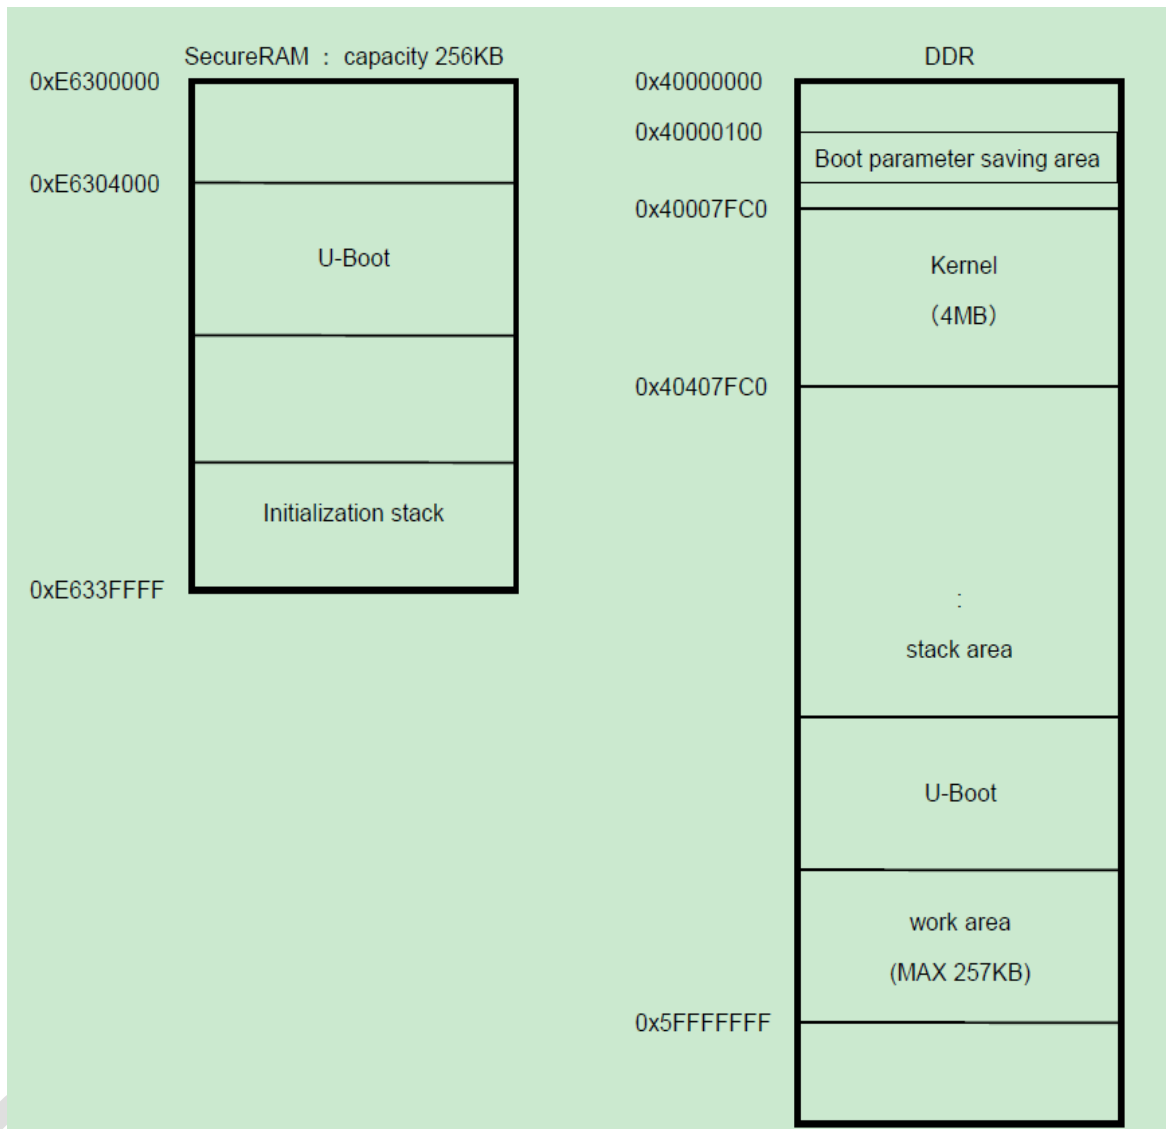 SecureRAM : capacity 256KB
0xE6300000
0xE6304000
U-Boot
Initialization stack
0xE633FFFF
DDR
0x40000000
0x40000100
Boot parameter saving area
0x40007FC0
Kernel
(4MB)
0x40407FC0
:
stack area
U-Boot
work area
(MAX 257KB)
0x5FFFFFFF